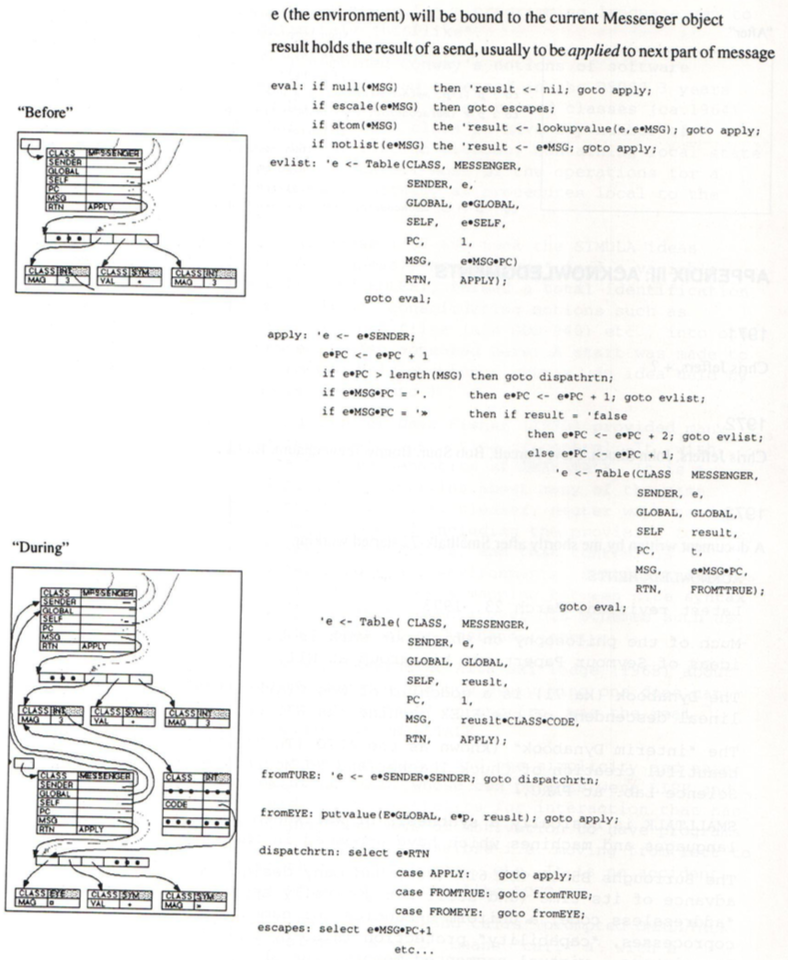 e (the environment) will be bound to the current Messenger object
result holds the result of a send, usually to be applied to next part of message
eval: if null(•MSG) then 'reuslt <- nil; goto apply;
if escale(e•MSG) then goto escapes;
if atom(•MSG) the 'result <- lookupvalue(e,e•MSG); goto apply;
if notlist(e•MSG) the 'result <- e•MSG; goto apply;
evlist: 'e <- Table(CLASS, MESSENGER,
SENDER, e,
GLOBAL, e•GLOBAL,
SELF, e•SELF,
PC, 1,
MSG, e•MSG•PC)
RTN, APPLY);
goto eval;
apply: 'e <- e•SENDER;
e•PC <- e•PC + 1
if e•PC > length(MSG) then goto dispathrtn;
if e•MSG•PC = '. then e•PC <- e•PC + 1; goto evlist;
if e•MSG•PC = '» then if result = 'false
then e•PC <- e•PC + 2; goto evlist;
else e•PC <- e•PC + 1;
'e <- Table(CLASS MESSENGER,
SENDER, e,
GLOBAL, GLOBAL,
SELF result,
PC, t,
MSG, e•MSG•PC,
RTN, FROMTTRUE);
goto eval;
'e <- Table( CLASS, MESSENGER,
SENDER, e,
GLOBAL, GLOBAL,
SELF, reuslt,
PC, 1,
MSG, reuslt•CLASS•CODE,
RTN, APPLY);
fromTURE: 'e <- e•SENDER•SENDER; goto dispatchrtn;
fromEYE: putvalue(E•GLOBAL, e•p, reuslt); goto apply;
dispatchrtn: select e•RTN
case APPLY: goto apply;
case FROMTRUE: goto fromTRUE;
case FROMEYE: goto fromEYE;
escapes: select e•MSG•PC+1
etc...
"Before"
CLASS MESSENGER
SENDER
GLOBAL
SELF
PC
MSG
RTN APPLY
CLASS INT CLASS SYM CLASS INT
MAG 3 VAL + MAG 3
"During"
CLASS MESSENGER
SENDER
GLOBAL
SELF
PC
MSG
RTN APPLY
CLASS INT CLASS SYM CLASS INT
MAG 3 VAL + MAG 3
CLASS MESSENGER CLASS INT
SENDER
GLOBAL
SELF CODE
PC
MSG
RTN APPLY
CLASS EYE CLASS SYM CLASS SYM
MAG ¤ VAL + MAG »